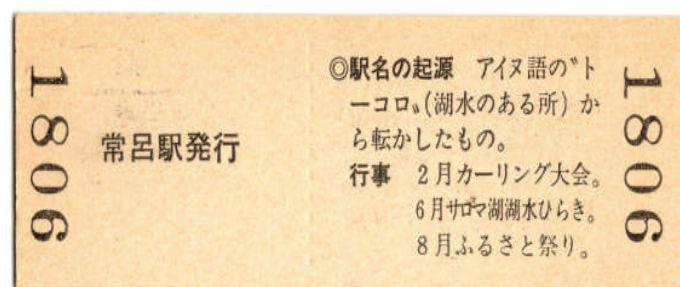 1806
常呂駅発行
◎駅名の起源 アイヌ語の〝ト
ーコロ〟(湖水のある所)か
ら転かしたもの。
行事 2月カーリング大会。
6月サロマ湖湖水ひらき。
8月ふるさと祭り。
1806